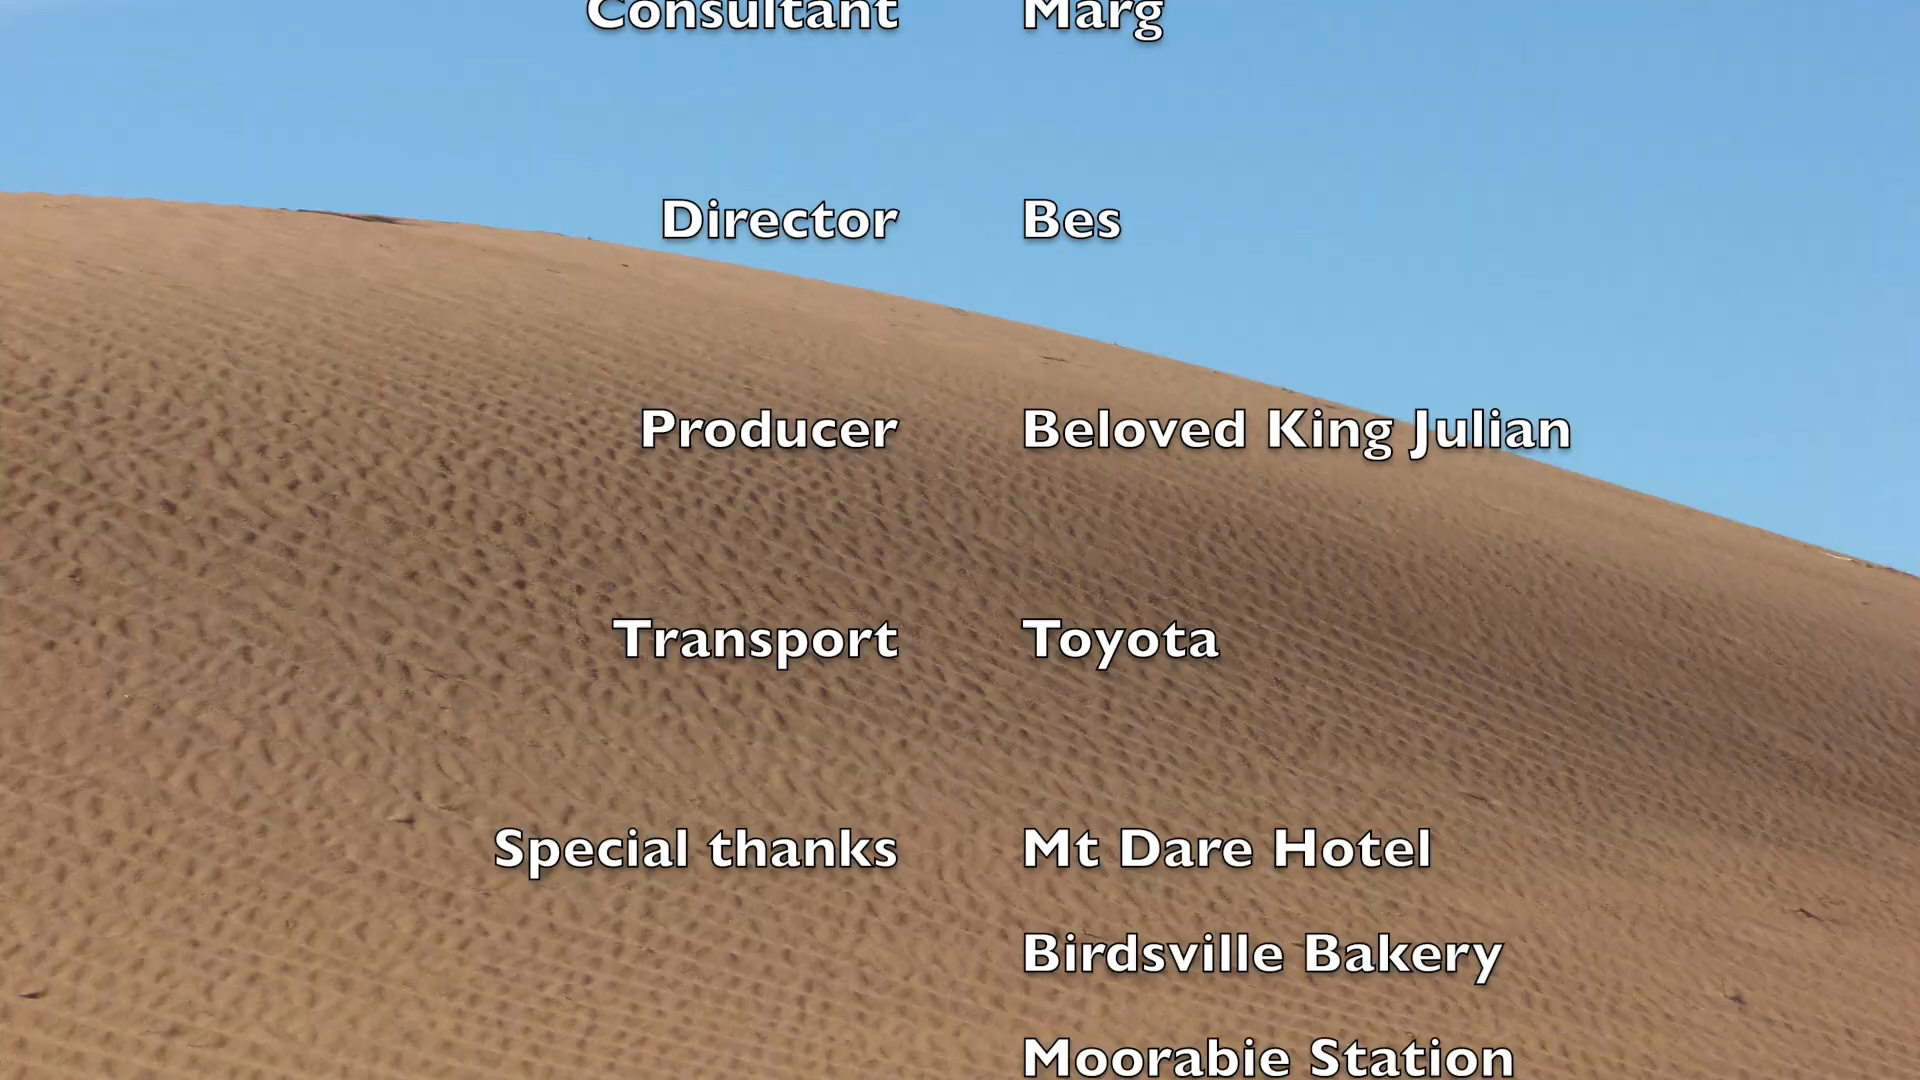 Consultant Marg
Director Bes
Producer Beloved King Julian
Transport Toyota
Special thanks Mt Dare Hotel
Birdsville Bakery
Moorabie Station